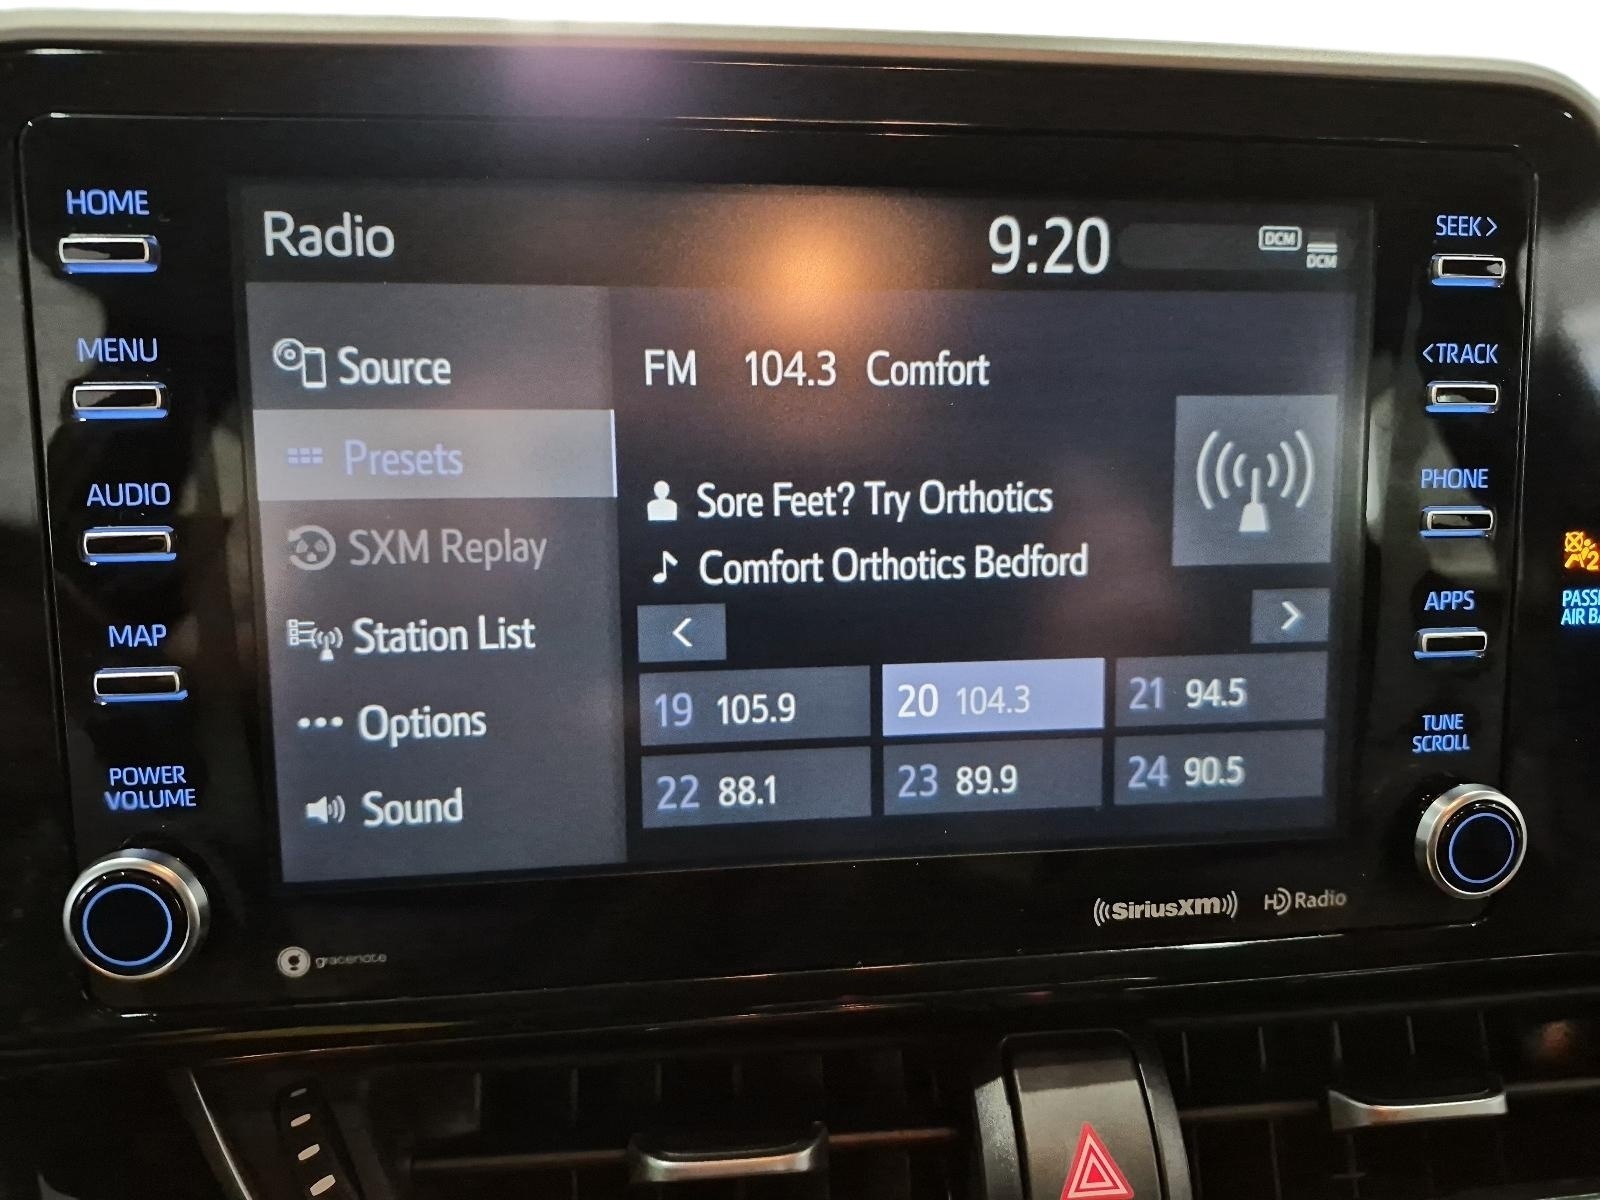 HOME
MENU
AUDIO
MAP
POWER
VOLUME
Radio
9:20
DCM
DCM
Source
Presets
SXM Replay
Station List
Options
Sound
FM 104.3 Comfort
Sore Feet? Try Orthotics
Comfort Orthotics Bedford
< >
19 105.9 20 104.3 21 94.5
22 88.1 23 89.9 24 90.5
SEEK >
< TRACK
PHONE
APPS
TUNE
SCROLL
gracenote
SiriusXM HD Radio
2